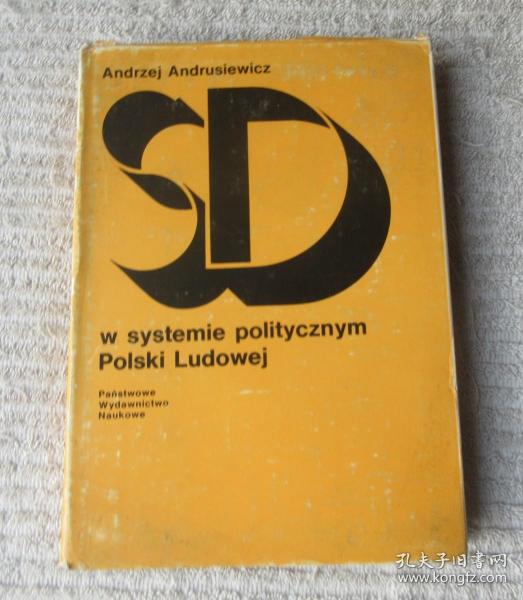 Andrzej Andrusiewicz
SD
w systemie politycznym
Polski Ludowej
Państwowe
Wydawnictwo
Naukowe
孔夫子旧书网
www.kongfz.com